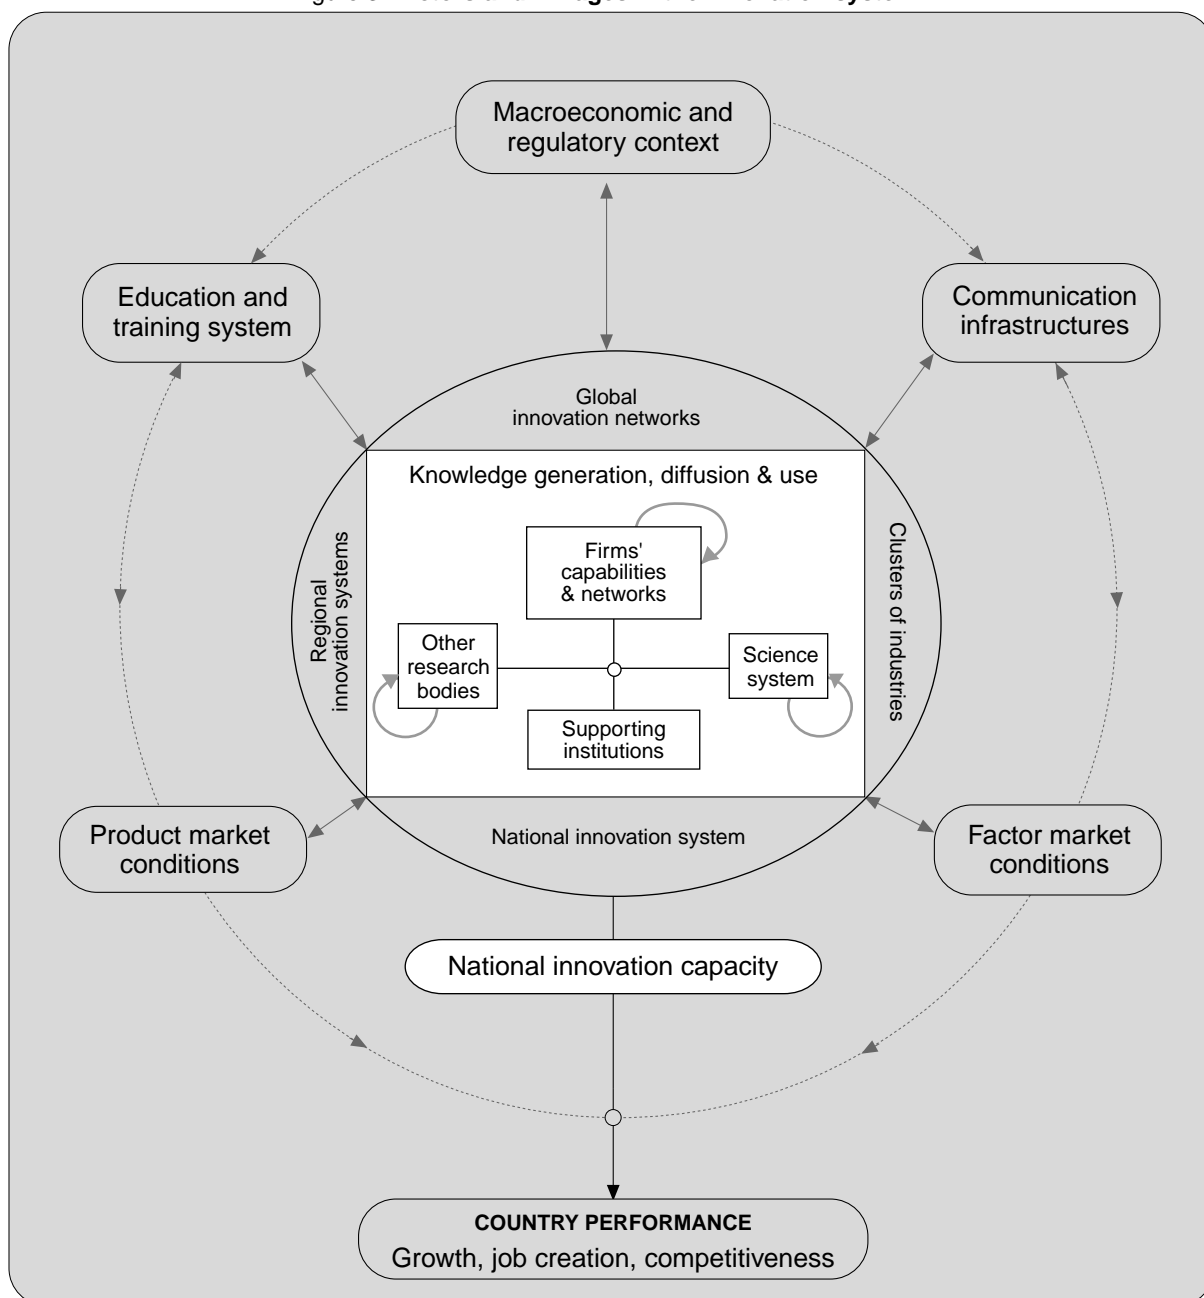 Macroeconomic and
regulatory context
Education and
training system
Communication
infrastructures
Global
innovation networks
Knowledge generation, diffusion & use
Firms'
capabilities
& networks
Regional
innovation systems
Clusters of industries
Other
research
bodies
Science
system
Supporting
institutions
Product market
conditions
National innovation system
Factor market
conditions
National innovation capacity
COUNTRY PERFORMANCE
Growth, job creation, competitiveness